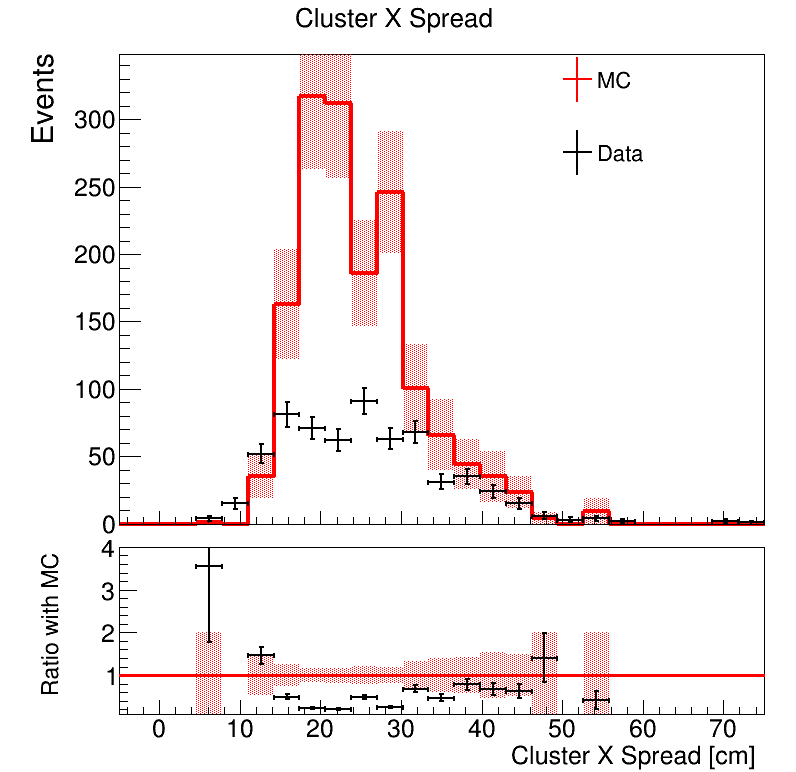 Cluster X Spread
Events
MC
Data
300
250
200
150
100
50
0
Ratio with MC
4
3
2
1
0 10 20 30 40 50 60 70
Cluster X Spread [cm]